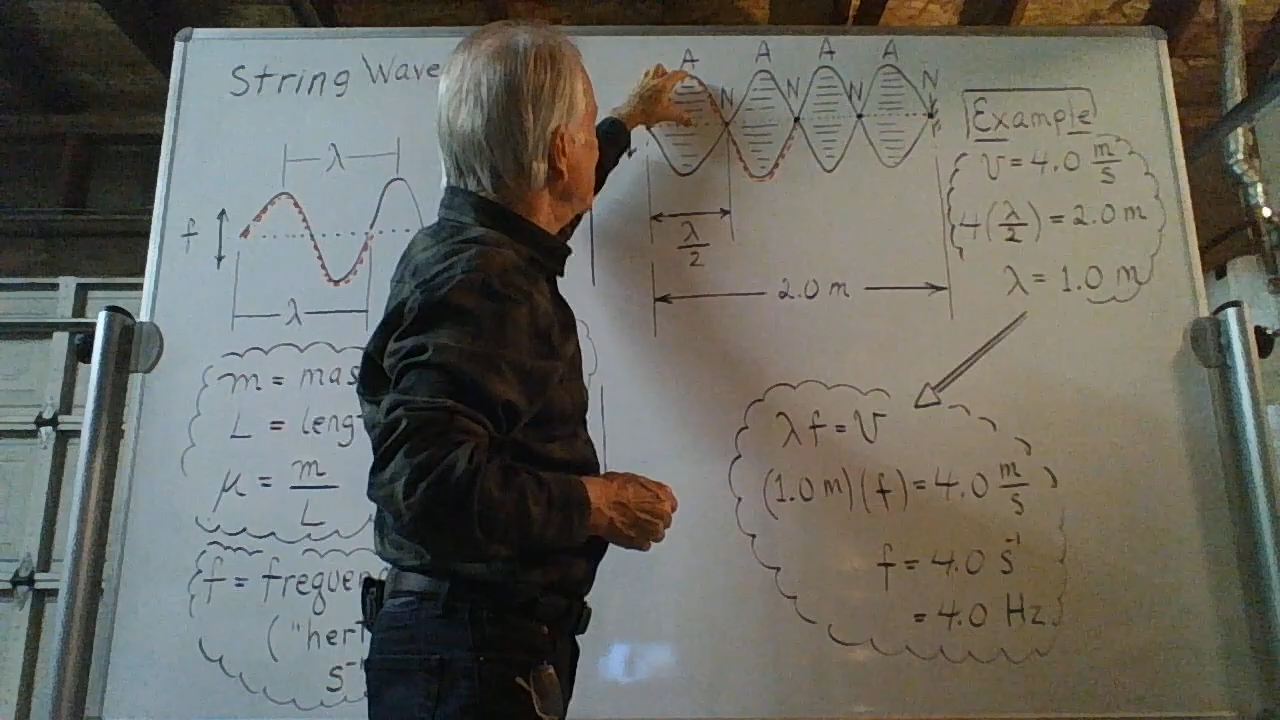 String Wave
λ
f
λ
m = mas
L = leng
μ = m/L
f = frequen
("hert
s⁻
A A A A
N N N N
λ/2
2.0 m
Example
v = 4.0 m/s
4(λ/2) = 2.0 m
λ = 1.0 m
λf = v
(1.0 m)(f) = 4.0 m/s
f = 4.0 s⁻¹
= 4.0 Hz